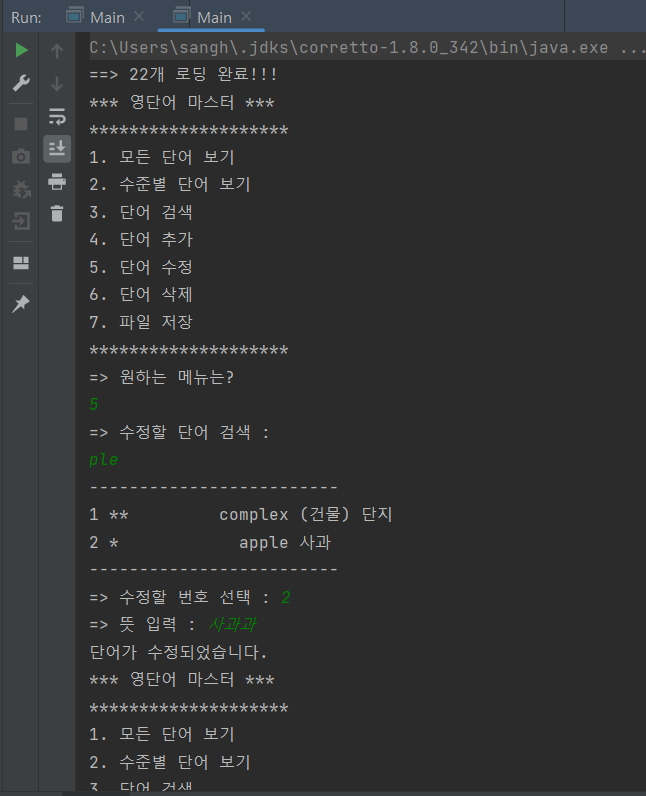 Run: Main × Main ×
C:\Users\sangh\.jdks\corretto-1.8.0_342\bin\java.exe ...
==> 22개 로딩 완료!!!
*** 영단어 마스터 ***
********************
1. 모든 단어 보기
2. 수준별 단어 보기
3. 단어 검색
4. 단어 추가
5. 단어 수정
6. 단어 삭제
7. 파일 저장
********************
=> 원하는 메뉴는?
5
=> 수정할 단어 검색 :
ple
-------------------------
1 ** complex (건물) 단지
2 * apple 사과
-------------------------
=> 수정할 번호 선택 : 2
=> 뜻 입력 : 사과과
단어가 수정되었습니다.
*** 영단어 마스터 ***
********************
1. 모든 단어 보기
2. 수준별 단어 보기
3. 단어 검색